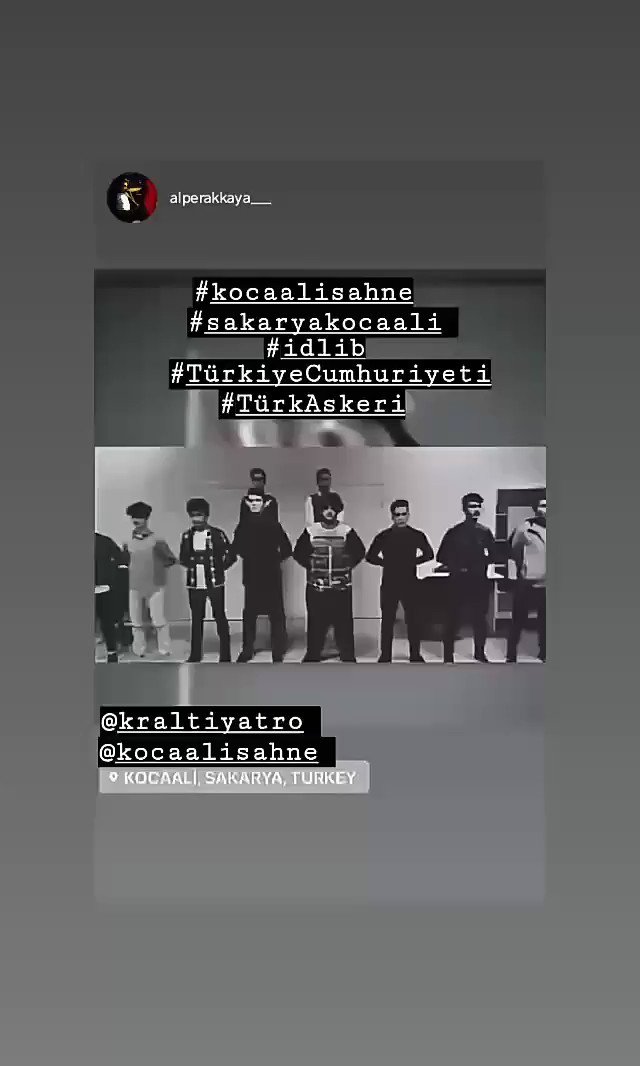 alperakkaya___
#kocaalisahne
#sakaryakocaali
#idlib
#TürkiyeCumhuriyeti
#TürkAskeri
@kraltiyatro
@kocaalisahne
KOCAALİ, SAKARYA, TURKEY